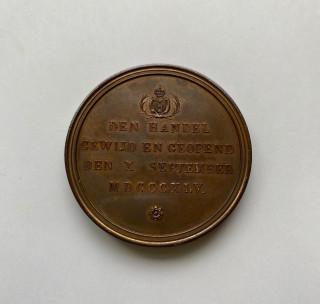 DEN HANDEL
GEWIJD EN GEOPEND
DEN X SEPTEMBER
MDCCCXLV.